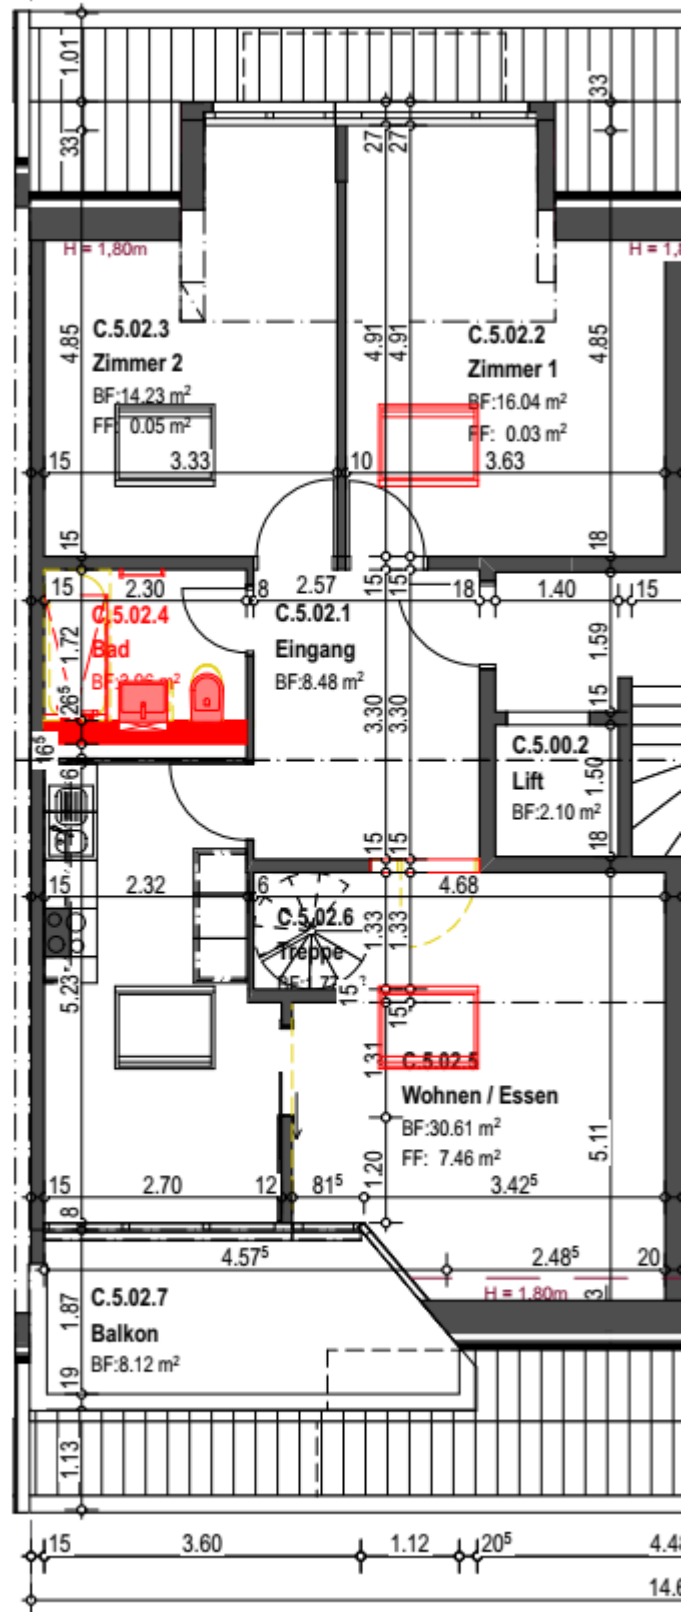 1.01
33
33
27
27
H = 1,80m
H = 1,8
C.5.02.3
Zimmer 2
BF:14.23 m²
FF: 0.05 m²
C.5.02.2
Zimmer 1
BF:16.04 m²
FF: 0.03 m²
4.85
4.91
4.91
4.85
15
3.33
10
3.63
15
15
15
18
15
2.30
8
2.57
18
1.40
15
C.5.02.4
Bad
C.5.02.1
Eingang
BF:8.48 m²
1.72
26⁵
16⁵
6
3.30
3.30
1.59
15
C.5.00.2
Lift
BF:2.10 m²
1.50
15
15
18
15
2.32
6
4.68
C.5.02.6
Treppe
1.33
1.33
5.23
15
15
1.31
C.5.02.5
Wohnen / Essen
BF:30.61 m²
FF: 7.46 m²
5.11
1.20
15
2.70
12
81⁵
3.42⁵
8
4.57⁵
2.48⁵
20
H = 1.80m
3
C.5.02.7
Balkon
BF:8.12 m²
1.87
19
1.13
15
3.60
1.12
20⁵
4.48
14.6